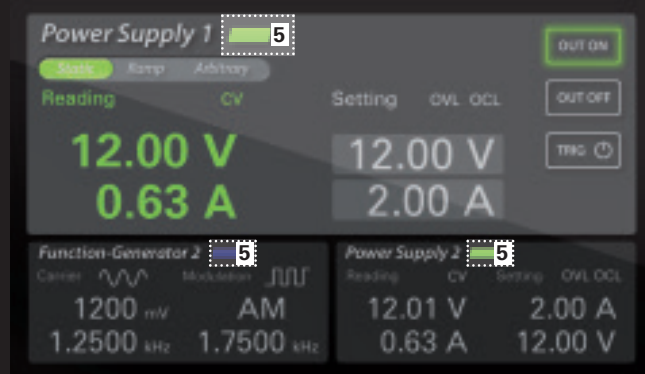 Power Supply 1 5
OUT ON
Static Ramp Arbitrary
Reading CV Setting OVL OCL
OUT OFF
12.00 V 12.00 V
TRIG
0.63 A 2.00 A
Function-Generator 2 5
Carrier Modulation
1200 mV AM
1.2500 kHz 1.7500 kHz
Power Supply 2 5
Reading CV Setting OVL OCL
12.01 V 2.00 A
0.63 A 12.00 V